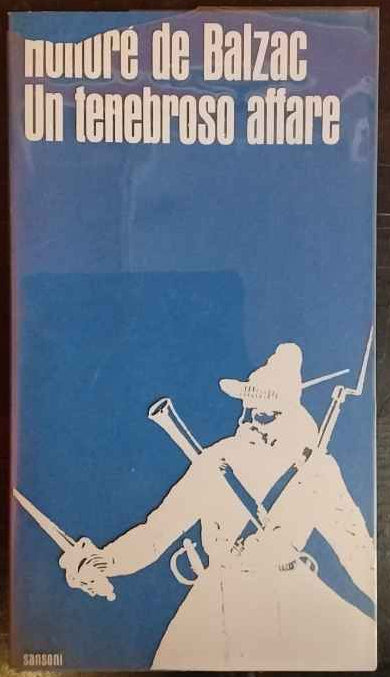 Honoré de Balzac
Un tenebroso affare
sansoni